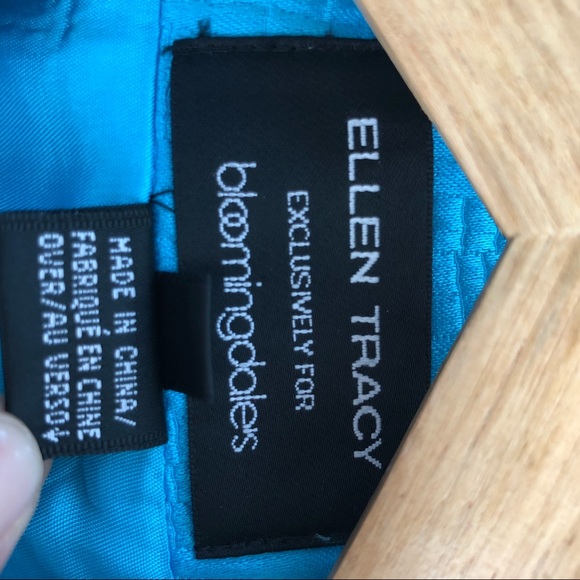 ELLEN TRACY
EXCLUSIVELY FOR
bloomingdales
MADE IN CHINA/
FABRIQUÉ EN CHINE
OVER/AU VERSO↓